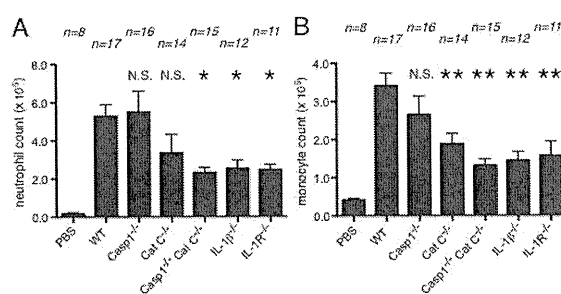 A
n=8 n=16 n=15 n=11
n=17 n=14 n=12
N.S. N.S. * * *
neutrophil count (x 10⁵)
8.0
6.0
4.0
2.0
0.0
PBS
WT
Casp1⁻/⁻
Cat C⁻/⁻
Casp1⁻/⁻ Cat C⁻/⁻
IL-1β⁻/⁻
IL-1R⁻/⁻
B
n=8 n=16 n=15 n=11
n=17 n=14 n=12
N.S. ** ** ** **
monocyte count (x 10⁵)
4.0
3.0
2.0
1.0
0.0
PBS
WT
Casp1⁻/⁻
Cat C⁻/⁻
Casp1⁻/⁻ Cat C⁻/⁻
IL-1β⁻/⁻
IL-1R⁻/⁻